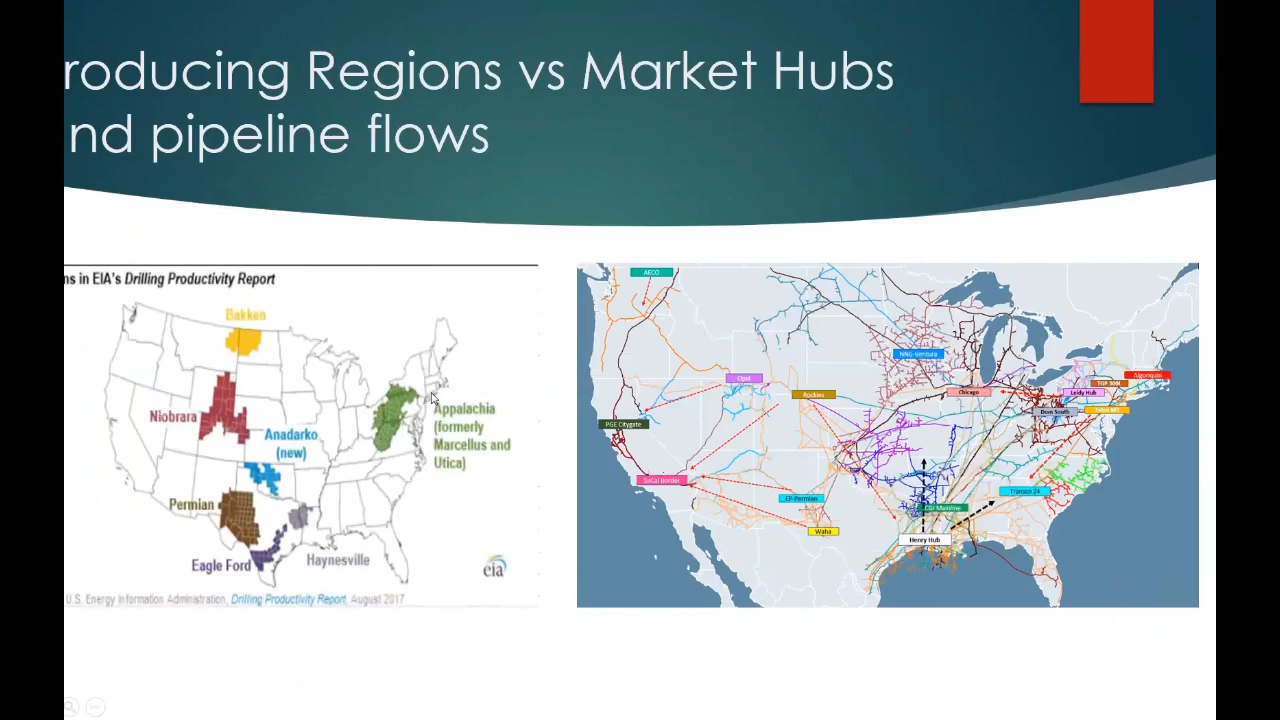 roducing Regions vs Market Hubs
nd pipeline flows
ns in EIA's Drilling Productivity Report
Bakken
Niobrara
Anadarko
(new)
Appalachia
(formerly
Marcellus and
Utica)
Permian
Eagle Ford
Haynesville
eia
U.S. Energy Information Administration, Drilling Productivity Report, August 2017
AECO
NNG-Ventura
Opal
Rockies
Chicago
Algonquin
TGP 300L
Leidy Hub
Dom South
Tetco M3
PGE Citygate
SoCal Border
EP-Permian
Transco Z4
CGT Mainline
Waha
Henry Hub